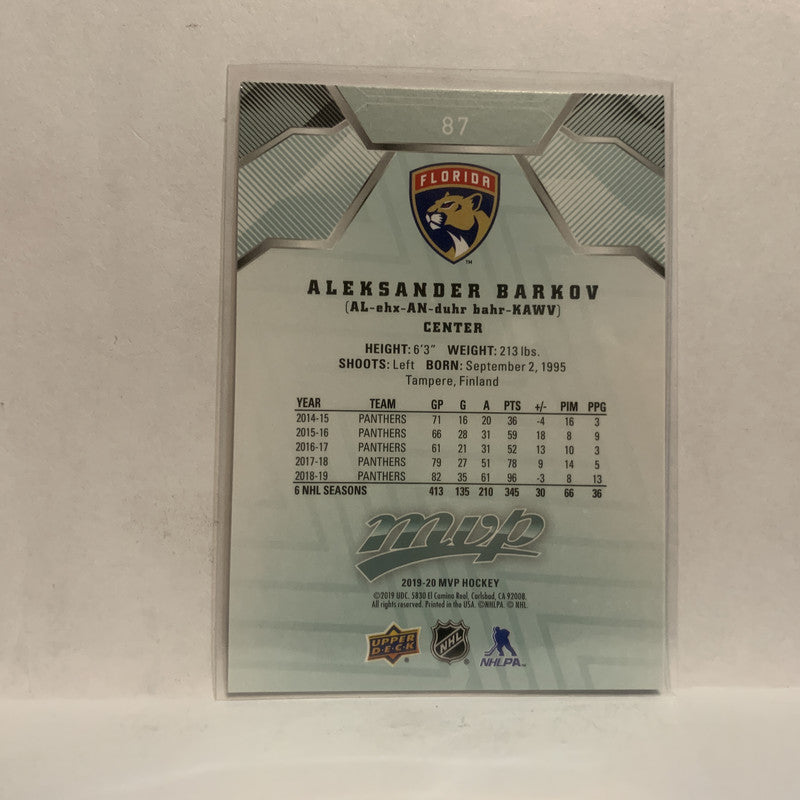 87
FLORIDA
TM
ALEKSANDER BARKOV
(AL-ehx-AN-duhr bahr-KAWV)
CENTER
HEIGHT: 6'3" WEIGHT: 213 lbs.
SHOOTS: Left BORN: September 2, 1995
Tampere, Finland
YEAR TEAM GP G A PTS +/- PIM PPG
2014-15 PANTHERS 71 16 20 36 -4 16 3
2015-16 PANTHERS 66 28 31 59 18 8 9
2016-17 PANTHERS 61 21 31 52 13 10 3
2017-18 PANTHERS 79 27 51 78 9 14 5
2018-19 PANTHERS 82 35 61 96 -3 8 13
6 NHL SEASONS 413 135 210 345 30 66 36
mvp
2019-20 MVP HOCKEY
©2019 UDC. 5830 El Camino Real, Carlsbad, CA 92008.
All rights reserved. Printed in the USA. ©NHLPA. © NHL.
UPPER DECK NHL NHLPA